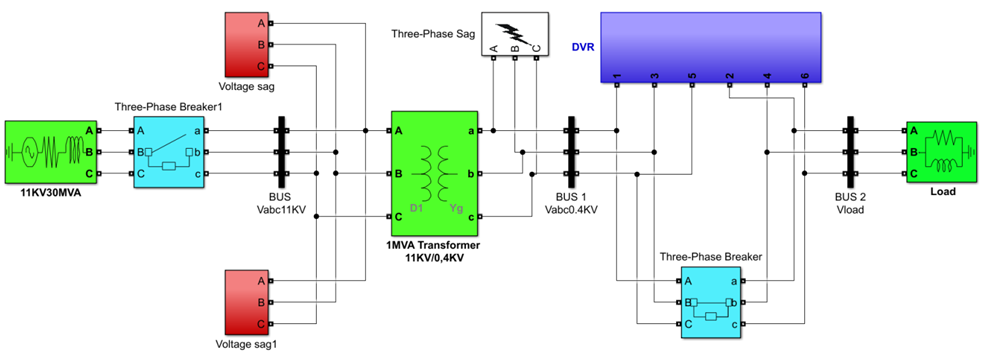 A
B
C
Voltage sag
Three-Phase Sag
A
B
C
DVR
1
3
5
2
4
6
Three-Phase Breaker1
A
B
C
11KV30MVA
A
B
C
a
b
c
BUS
Vabc11KV
A
B
C
D1
Yg
a
b
c
1MVA Transformer
11KV/0,4KV
BUS 1
Vabc0.4KV
BUS 2
Vload
A
B
C
Load
Three-Phase Breaker
A
B
C
a
b
c
A
B
C
Voltage sag1